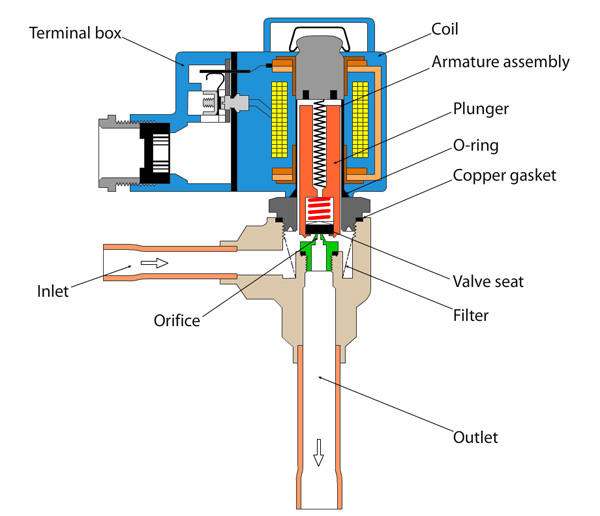 Terminal box
Coil
Armature assembly
Plunger
O-ring
Copper gasket
Inlet
Orifice
Valve seat
Filter
Outlet